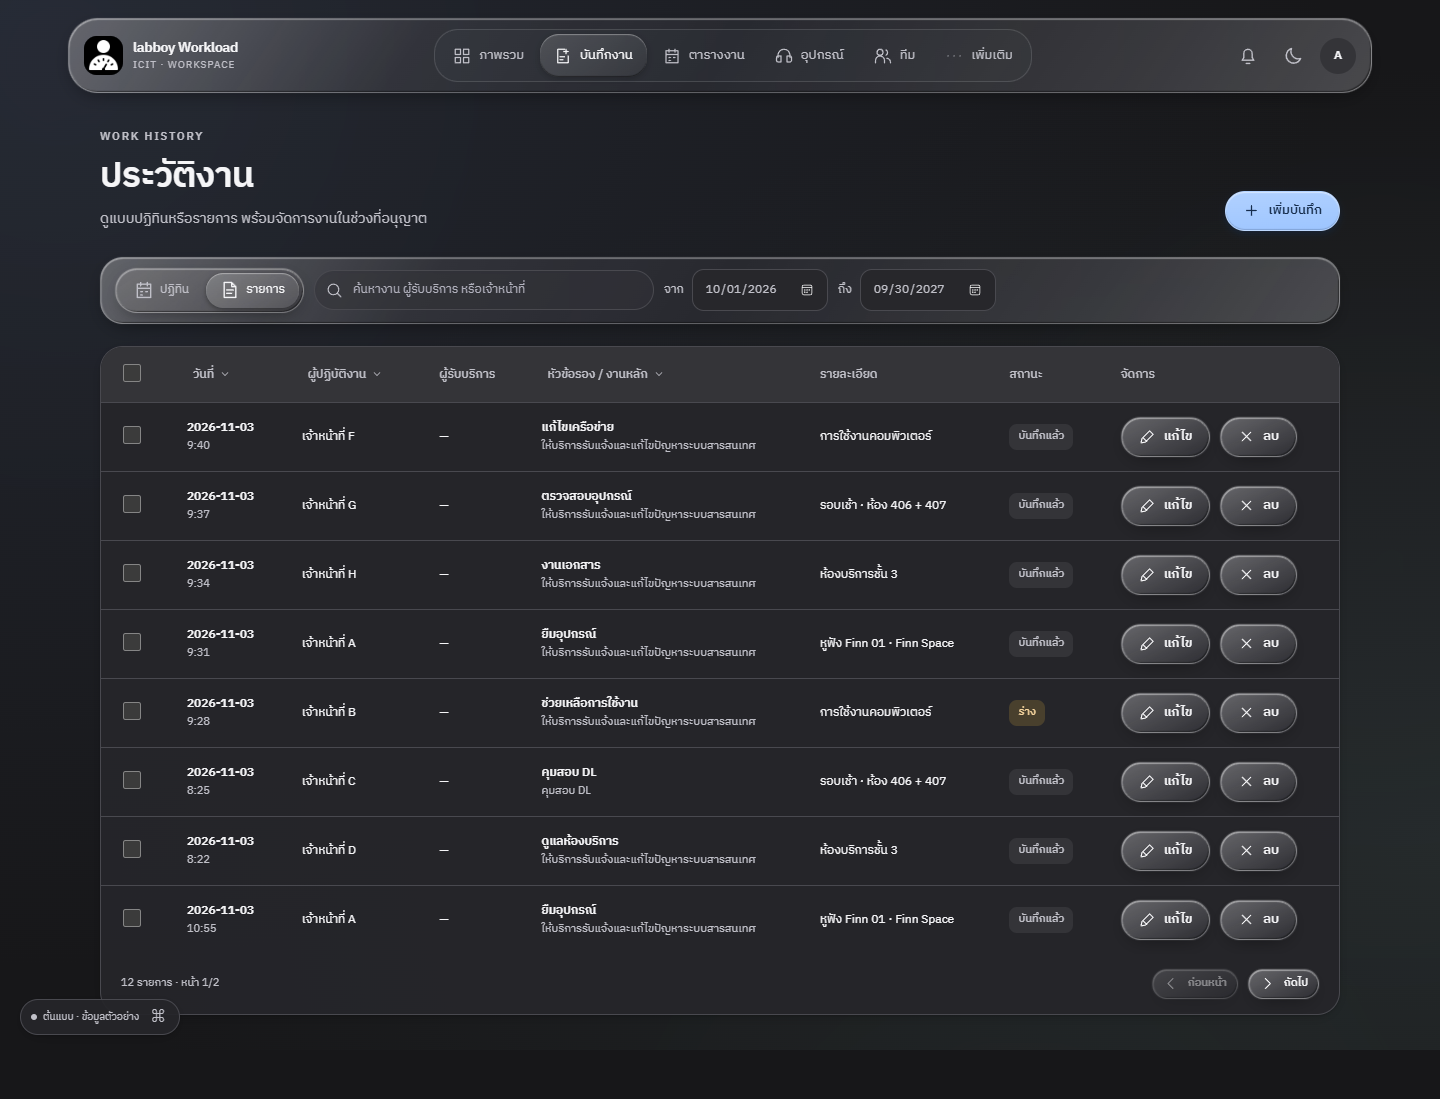 labboy Workload
ICIT · WORKSPACE
ภาพรวม
บันทึกงาน
ตารางงาน
อุปกรณ์
ทีม
··· เพิ่มเติม
A
WORK HISTORY
ประวัติงาน
ดูแบบปฏิทินหรือรายการ พร้อมจัดการงานในช่วงที่อนุญาต
+ เพิ่มบันทึก
ปฏิทิน
รายการ
ค้นหางาน ผู้รับบริการ หรือเจ้าหน้าที่
จาก
10/01/2026
ถึง
09/30/2027
วันที่ ผู้ปฏิบัติงาน ผู้รับบริการ หัวข้อรอง / งานหลัก รายละเอียด สถานะ จัดการ
2026-11-03 แก้ไขเครือข่าย
9:40 เจ้าหน้าที่ F — ให้บริการรับแจ้งและแก้ไขปัญหาระบบสารสนเทศ การใช้งานคอมพิวเตอร์ บันทึกแล้ว แก้ไข ลบ
2026-11-03 ตรวจสอบอุปกรณ์
9:37 เจ้าหน้าที่ G — ให้บริการรับแจ้งและแก้ไขปัญหาระบบสารสนเทศ รอบเช้า · ห้อง 406 + 407 บันทึกแล้ว แก้ไข ลบ
2026-11-03 งานเอกสาร
9:34 เจ้าหน้าที่ H — ให้บริการรับแจ้งและแก้ไขปัญหาระบบสารสนเทศ ห้องบริการชั้น 3 บันทึกแล้ว แก้ไข ลบ
2026-11-03 ยืมอุปกรณ์
9:31 เจ้าหน้าที่ A — ให้บริการรับแจ้งและแก้ไขปัญหาระบบสารสนเทศ หูฟัง Finn 01 · Finn Space บันทึกแล้ว แก้ไข ลบ
2026-11-03 ช่วยเหลือการใช้งาน
9:28 เจ้าหน้าที่ B — ให้บริการรับแจ้งและแก้ไขปัญหาระบบสารสนเทศ การใช้งานคอมพิวเตอร์ ร่าง แก้ไข ลบ
2026-11-03 คุมสอบ DL
8:25 เจ้าหน้าที่ C — คุมสอบ DL รอบเช้า · ห้อง 406 + 407 บันทึกแล้ว แก้ไข ลบ
2026-11-03 ดูแลห้องบริการ
8:22 เจ้าหน้าที่ D — ให้บริการรับแจ้งและแก้ไขปัญหาระบบสารสนเทศ ห้องบริการชั้น 3 บันทึกแล้ว แก้ไข ลบ
2026-11-03 ยืมอุปกรณ์
10:55 เจ้าหน้าที่ A — ให้บริการรับแจ้งและแก้ไขปัญหาระบบสารสนเทศ หูฟัง Finn 01 · Finn Space บันทึกแล้ว แก้ไข ลบ
12 รายการ · หน้า 1/2
ก่อนหน้า
ถัดไป
ต้นแบบ · ข้อมูลตัวอย่าง ⌘